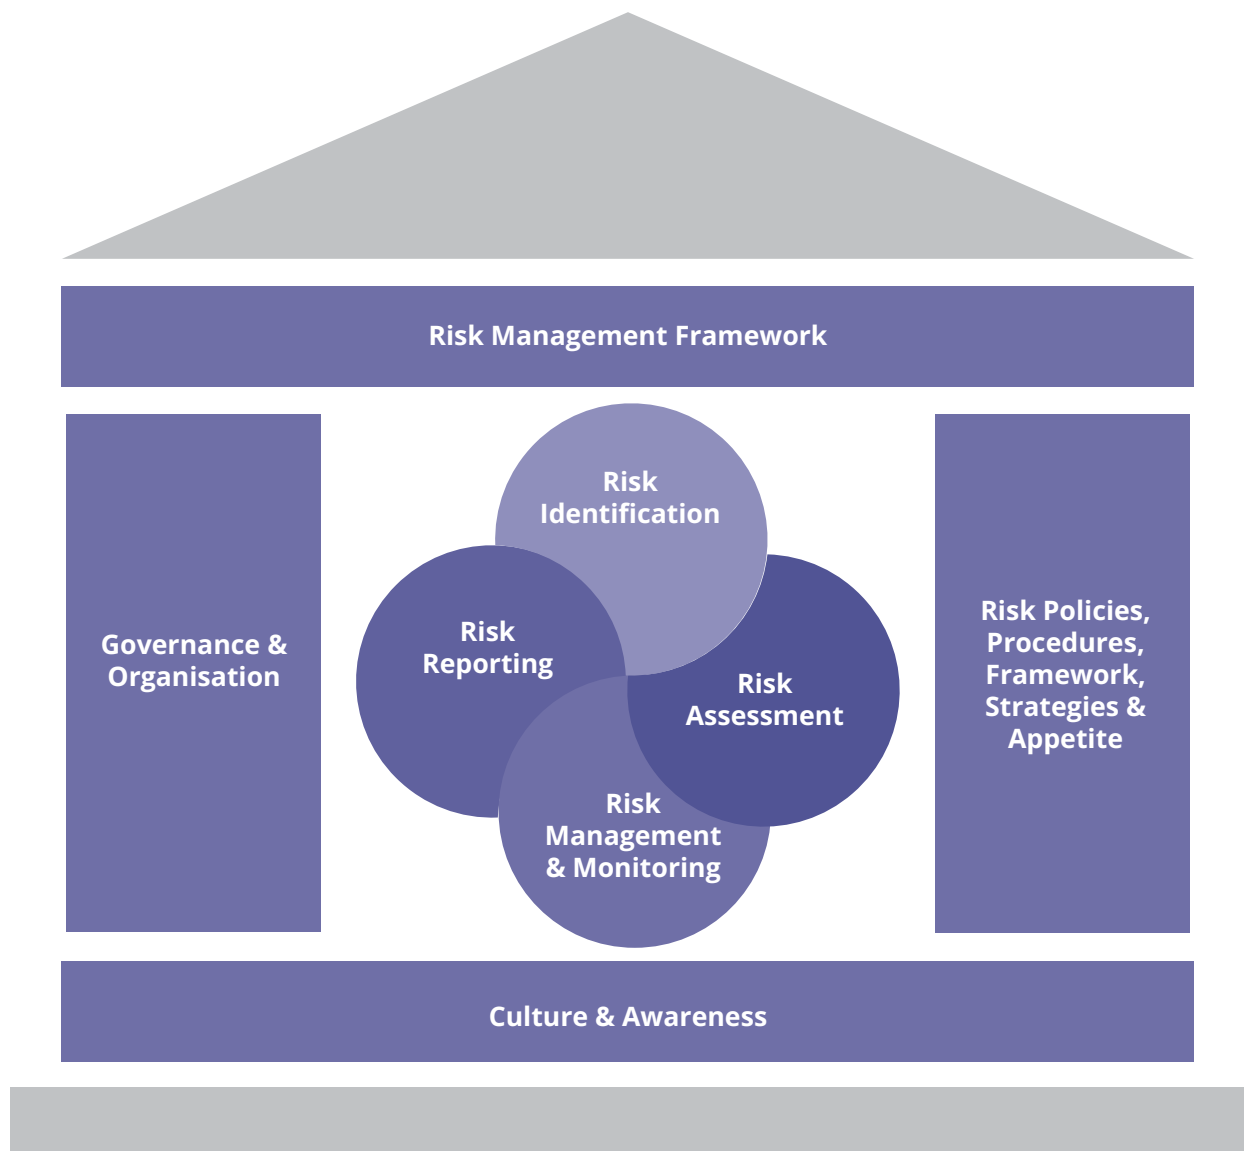 Risk Management Framework
Governance &
Organisation
Risk
Identification
Risk
Reporting
Risk
Assessment
Risk
Management
& Monitoring
Risk Policies,
Procedures,
Framework,
Strategies &
Appetite
Culture & Awareness